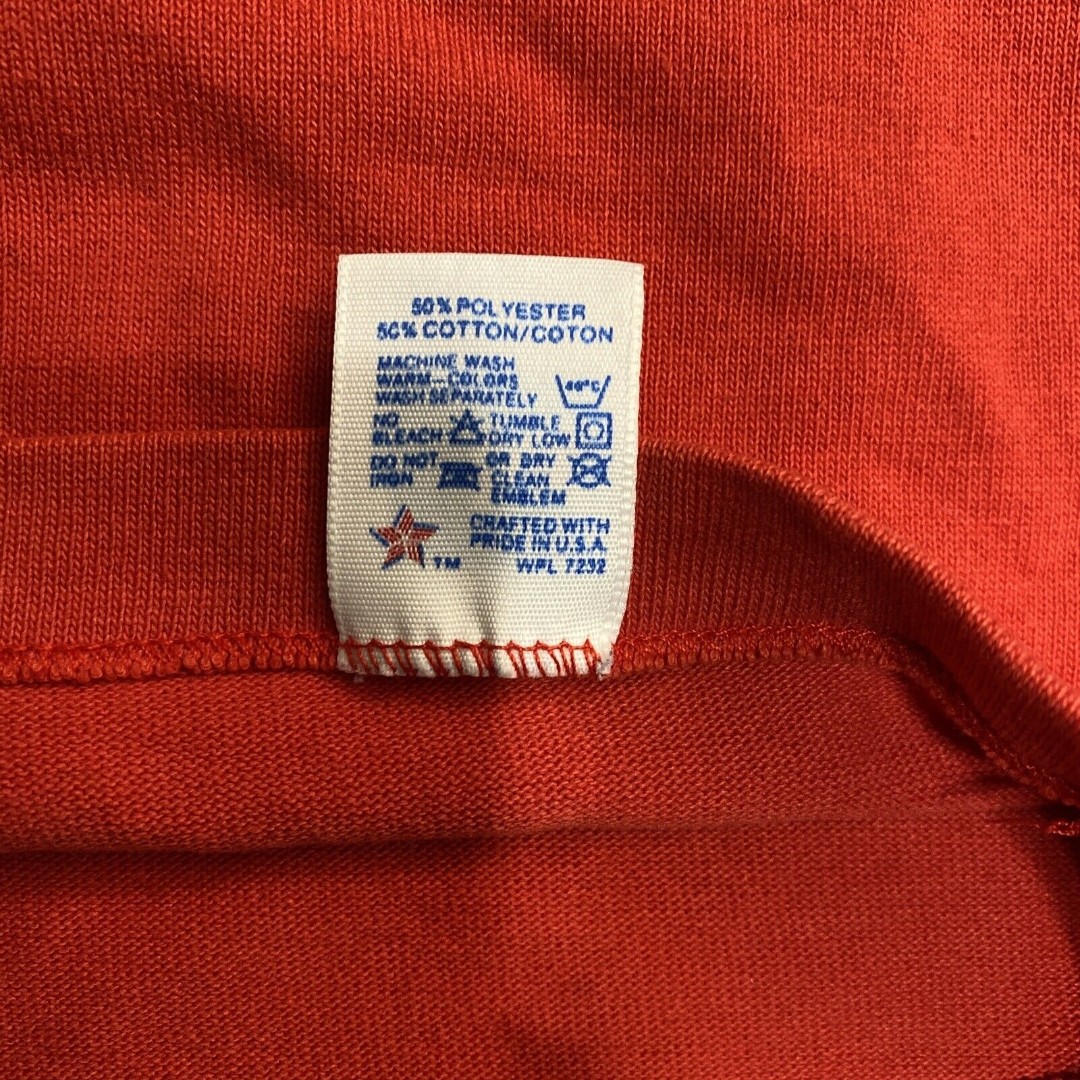 50% POLYESTER
50% COTTON/COTON
MACHINE WASH
WARM—COLORS
WASH SEPARATELY
40°C
NO
BLEACH
TUMBLE
DRY LOW
DO NOT
IRON
OR DRY
CLEAN
EMBLEM
CRAFTED WITH
PRIDE IN U.S.A.
TM
WPL 7232